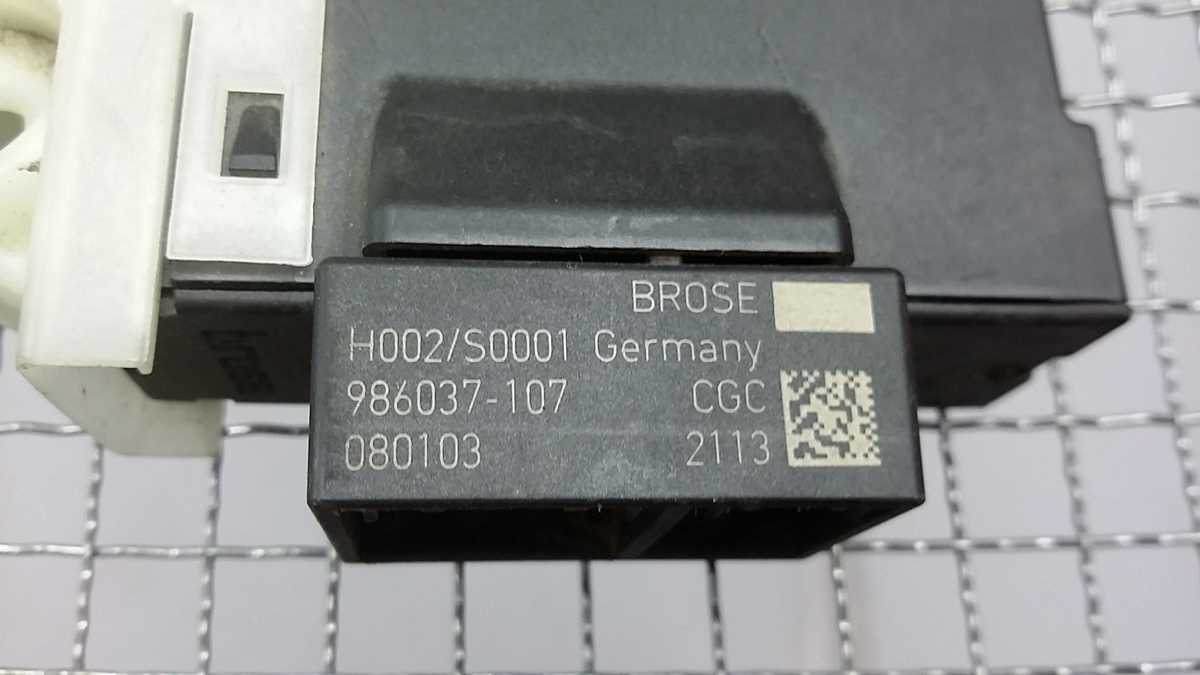 BROSE
H002/S0001 Germany
986037-107 CGC
080103 2113